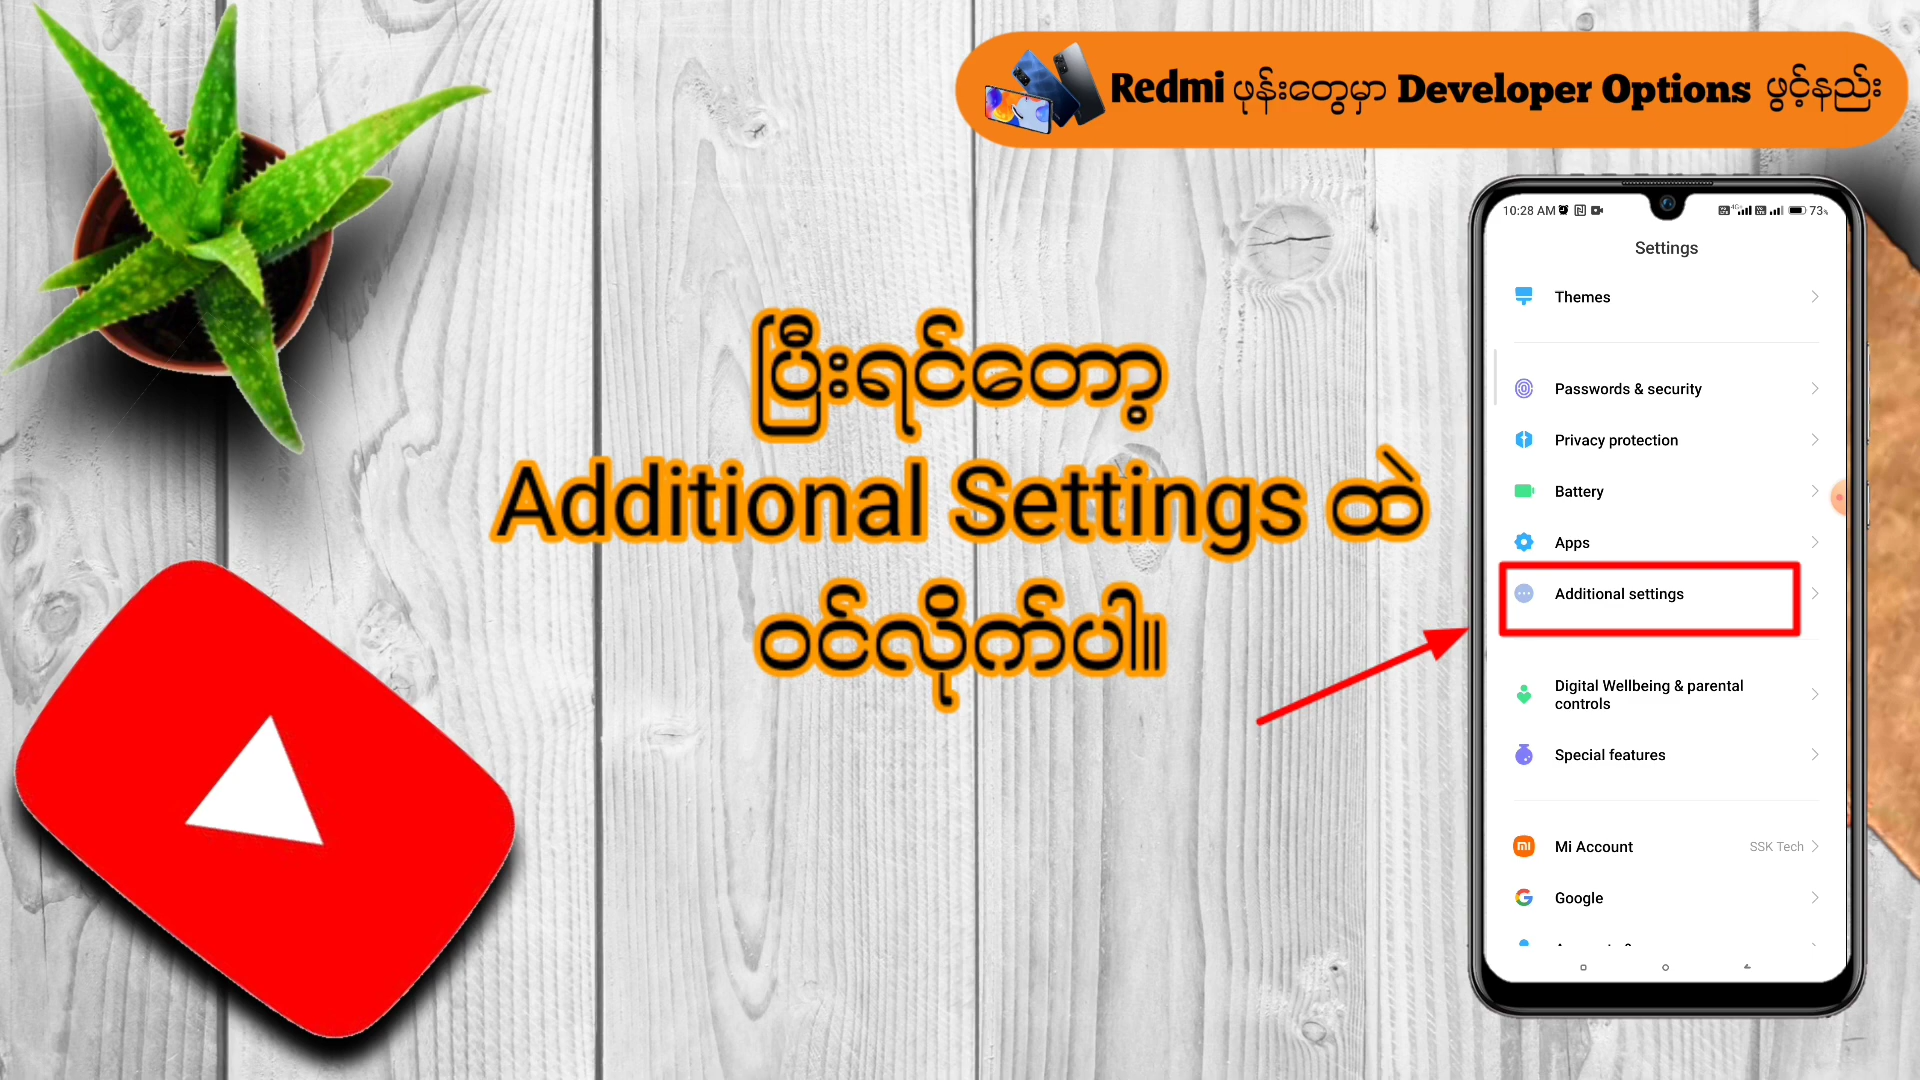 Redmi ဖုန်းတွေမှာ Developer Options ဖွင့်နည်း
ပြီးရင်တော့
Additional Settings ထဲ
ဝင်လိုက်ပါ။
10:28 AM
4G+
73%
Settings
Themes
Passwords & security
Privacy protection
Battery
Apps
Additional settings
Digital Wellbeing & parental
controls
Special features
Mi Account
SSK Tech
Google